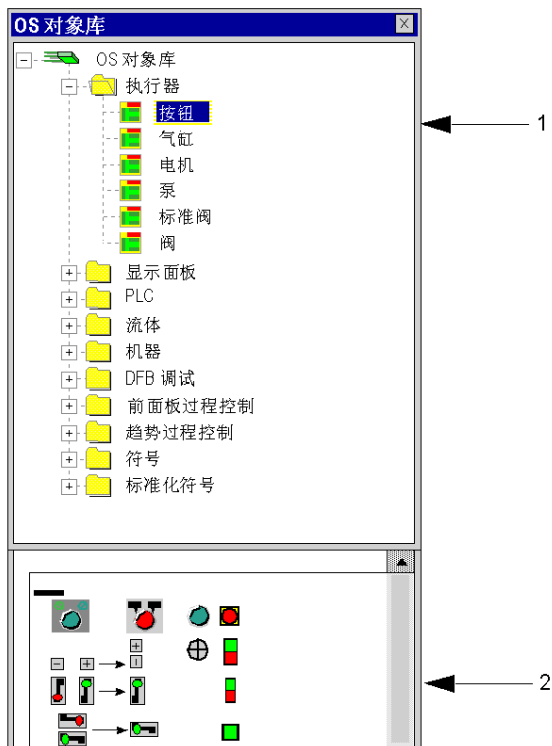 OS 对象库
OS 对象库
执行器
按钮
1
气缸
电机
泵
标准阀
阀
显示面板
PLC
流体
机器
DFB 调试
前面板过程控制
趋势过程控制
符号
标准化符号
2